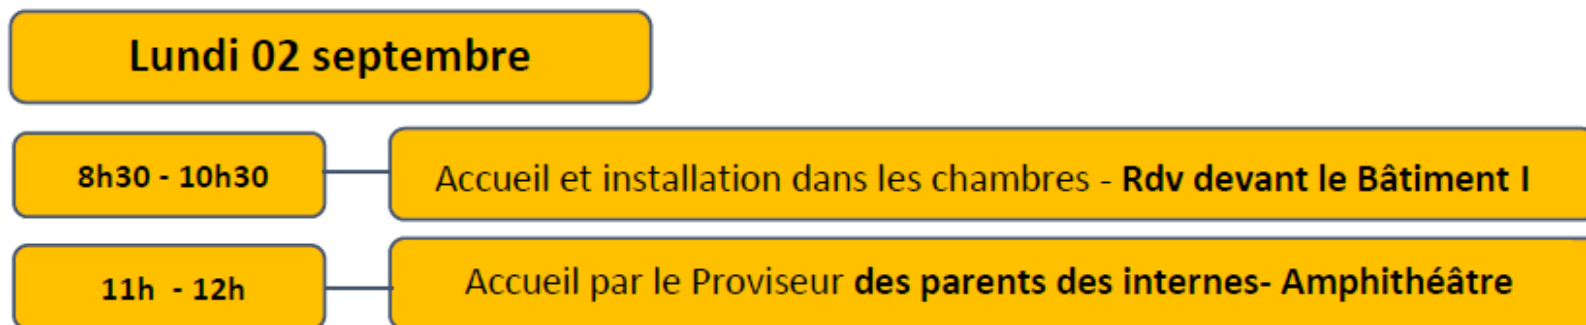 Lundi 02 septembre
8h30 - 10h30
Accueil et installation dans les chambres - Rdv devant le Bâtiment I
11h - 12h
Accueil par le Proviseur des parents des internes- Amphithéâtre